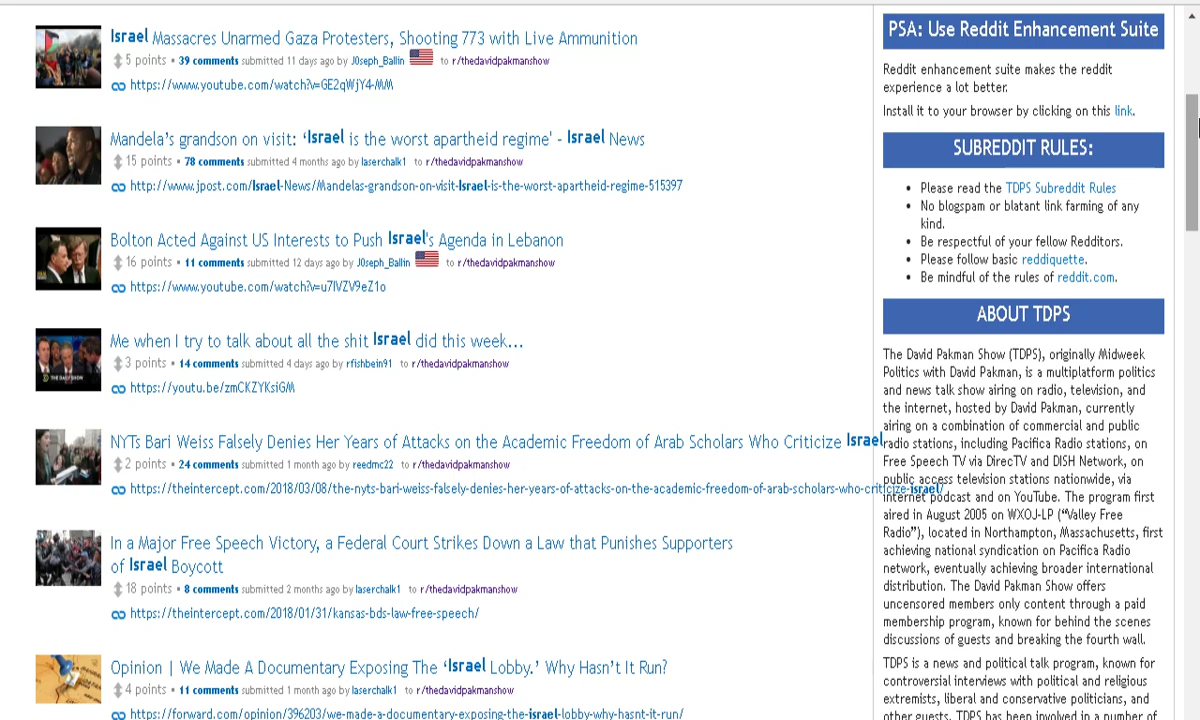 Israel Massacres Unarmed Gaza Protesters, Shooting 773 with Live Ammunition
5 points • 39 comments submitted 11 days ago by J0seph_Ballin to r/thedavidpakmanshow
https://www.youtube.com/watch?v=GE2qWjY4-MM
Mandela's grandson on visit: ‘Israel is the worst apartheid regime' - Israel News
15 points • 78 comments submitted 4 months ago by laserchalk1 to r/thedavidpakmanshow
http://www.jpost.com/Israel-News/Mandelas-grandson-on-visit-Israel-is-the-worst-apartheid-regime-515397
Bolton Acted Against US Interests to Push Israel's Agenda in Lebanon
16 points • 11 comments submitted 12 days ago by J0seph_Ballin to r/thedavidpakmanshow
https://www.youtube.com/watch?v=u7IVZV9eZ1o
Me when I try to talk about all the shit Israel did this week...
3 points • 14 comments submitted 4 days ago by rfishbein91 to r/thedavidpakmanshow
https://youtu.be/zmCKZYKsiGM
NYTs Bari Weiss Falsely Denies Her Years of Attacks on the Academic Freedom of Arab Scholars Who Criticize Israel
2 points • 24 comments submitted 1 month ago by reedmc22 to r/thedavidpakmanshow
https://theintercept.com/2018/03/08/the-nyts-bari-weiss-falsely-denies-her-years-of-attacks-on-the-academic-freedom-of-arab-scholars-who-criticize-israel/
In a Major Free Speech Victory, a Federal Court Strikes Down a Law that Punishes Supporters
of Israel Boycott
18 points • 8 comments submitted 2 months ago by laserchalk1 to r/thedavidpakmanshow
https://theintercept.com/2018/01/31/kansas-bds-law-free-speech/
Opinion | We Made A Documentary Exposing The ‘Israel Lobby.’ Why Hasn't It Run?
4 points • 11 comments submitted 1 month ago by laserchalk1 to r/thedavidpakmanshow
https://forward.com/opinion/396203/we-made-a-documentary-exposing-the-israel-lobby-why-hasnt-it-run/
PSA: Use Reddit Enhancement Suite
Reddit enhancement suite makes the reddit
experience a lot better.
Install it to your browser by clicking on this link.
SUBREDDIT RULES:
• Please read the TDPS Subreddit Rules
• No blogspam or blatant link farming of any
kind.
• Be respectful of your fellow Redditors.
• Please follow basic reddiquette.
• Be mindful of the rules of reddit.com.
ABOUT TDPS
The David Pakman Show (TDPS), originally Midweek
Politics with David Pakman, is a multiplatform politics
and news talk show airing on radio, television, and
the internet, hosted by David Pakman, currently
airing on a combination of commercial and public
radio stations, including Pacifica Radio stations, on
Free Speech TV via DirecTV and DISH Network, on
public access television stations nationwide, via
internet podcast and on YouTube. The program first
aired in August 2005 on WXOJ-LP (“Valley Free
Radio”), located in Northampton, Massachusetts, first
achieving national syndication on Pacifica Radio
network, eventually achieving broader international
distribution. The David Pakman Show offers
uncensored members only content through a paid
membership program, known for behind the scenes
discussions of guests and breaking the fourth wall.
TDPS is a news and political talk program, known for
controversial interviews with political and religious
extremists, liberal and conservative politicians, and
other guests. TDPS has been involved in a number of